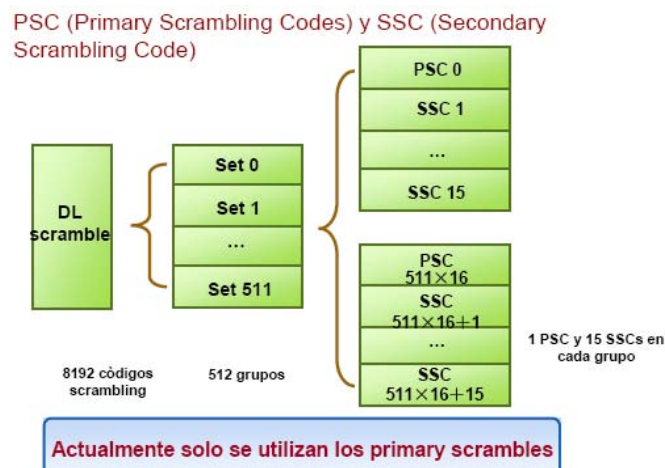 PSC (Primary Scrambling Codes) y SSC (Secondary
Scrambling Code)
DL
scramble
8192 còdigos
scrambling
Set 0
Set 1
...
Set 511
512 grupos
PSC 0
SSC 1
...
SSC 15
PSC
511×16
SSC
511×16+1
...
SSC
511×16+15
1 PSC y 15 SSCs en
cada grupo
Actualmente solo se utilizan los primary scrambles